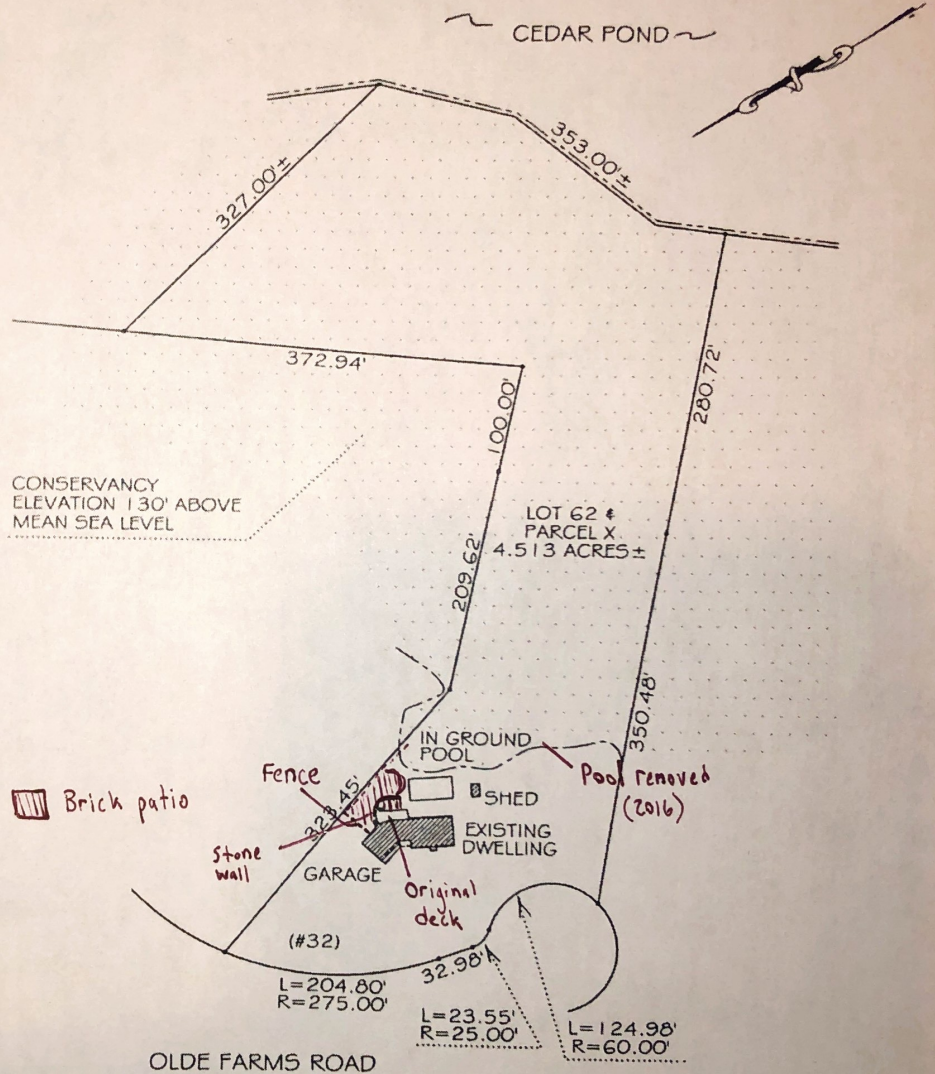 ~ CEDAR POND ~
353.00'±
327.00'±
372.94'
100.00'
280.72'
CONSERVANCY
ELEVATION 130' ABOVE
MEAN SEA LEVEL
LOT 62 &
PARCEL X
4.513 ACRES±
209.62'
350.48'
IN GROUND
POOL
Fence
Pool removed
(2016)
Brick patio
SHED
323.45'
EXISTING
DWELLING
Stone
wall
GARAGE
Original
deck
(#32)
32.98'
L=204.80'
R=275.00'
L=23.55'
R=25.00'
L=124.98'
R=60.00'
OLDE FARMS ROAD